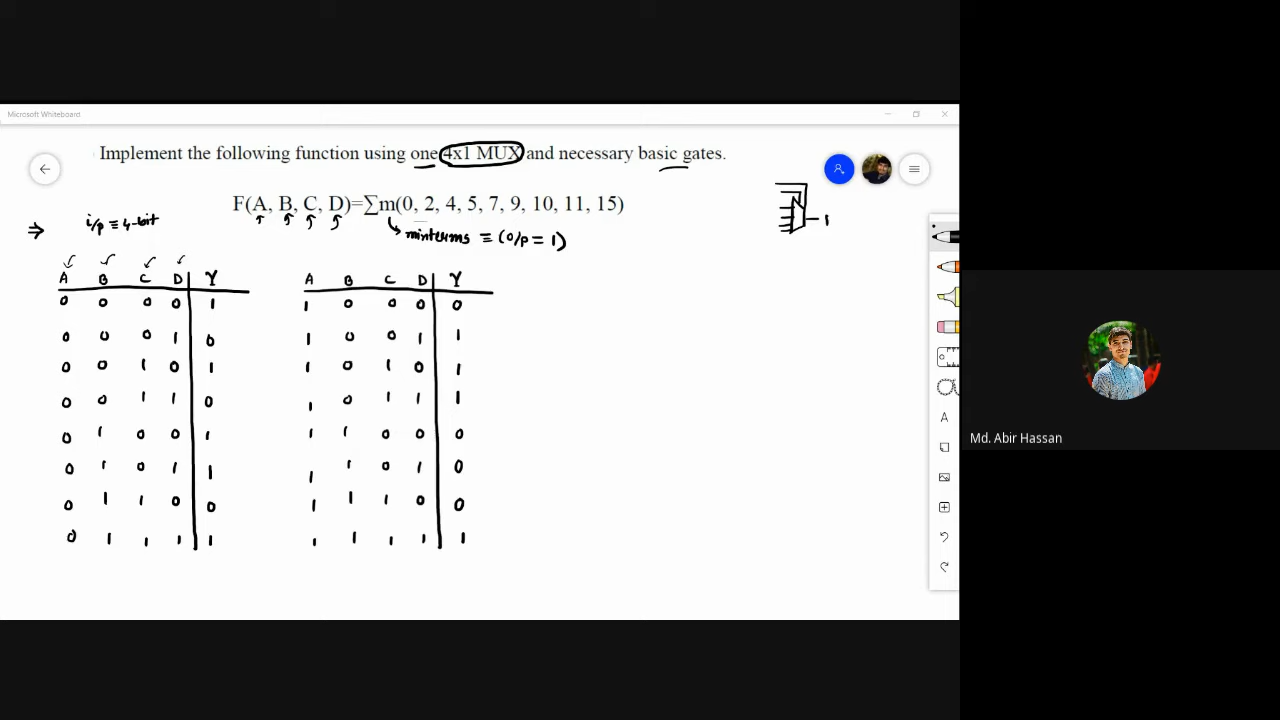 Microsoft Whiteboard
Implement the following function using one 4x1 MUX and necessary basic gates.
F(A, B, C, D)=∑m(0, 2, 4, 5, 7, 9, 10, 11, 15)
⇒ i/p ≡ 4-bit
minterms ≡ (O/P = 1)
1
A B C D Y A B C D Y
0 0 0 0 1 1 0 0 0 0
0 0 0 1 0 1 0 0 1 1
0 0 1 0 1 1 0 1 0 1
0 0 1 1 0 1 0 1 1 1
0 1 0 0 1 1 1 0 0 0
0 1 0 1 1 1 1 0 1 0
0 1 1 0 0 1 1 1 0 0
0 1 1 1 1 1 1 1 1 1
A
Md. Abir Hassan